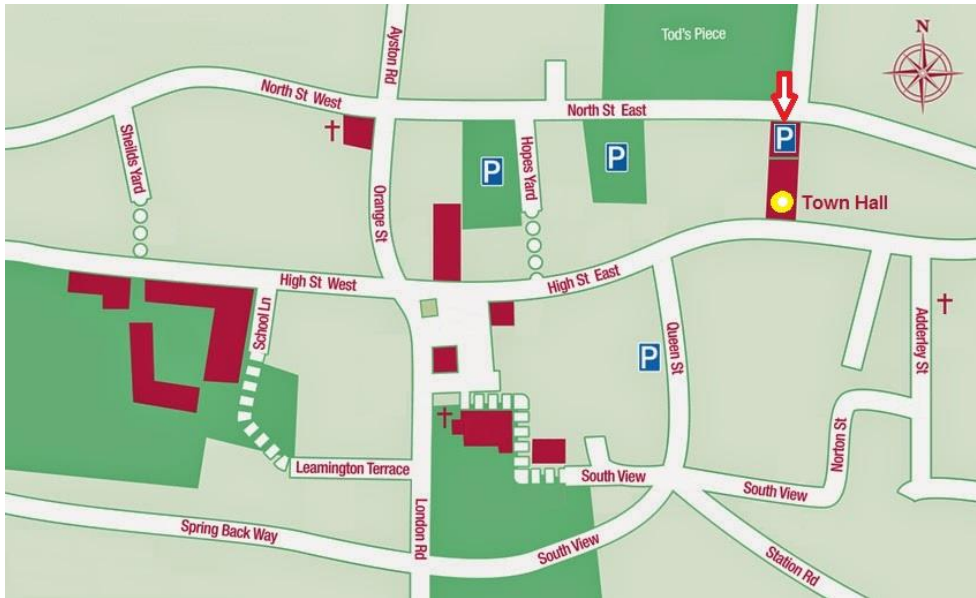 Tod's Piece
N
Ayston Rd
North St West
North St East
P
Sheilds Yard
Hopes Yard
P
P
Orange St
Town Hall
High St West
High St East
School Ln
Queen St
P
Adderley St
Norton St
Leamington Terrace
South View
South View
London Rd
Spring Back Way
South View
Station Rd